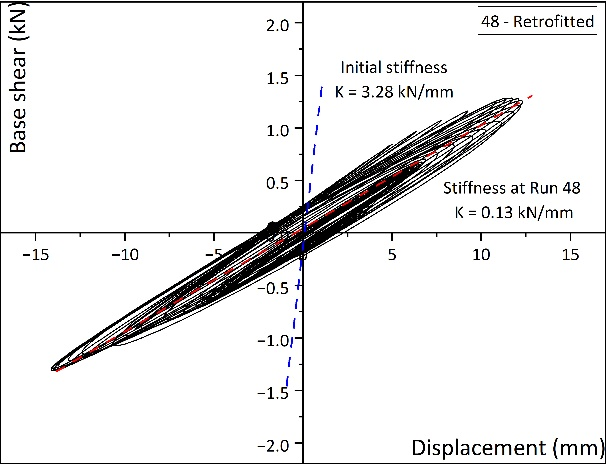 Base shear (kN)
2.0
48 - Retrofitted
1.5
Initial stiffness
K = 3.28 kN/mm
1.0
0.5
Stiffness at Run 48
K = 0.13 kN/mm
−15
−10
−5
0
5
10
15
−0.5
−1.0
−1.5
−2.0
Displacement (mm)